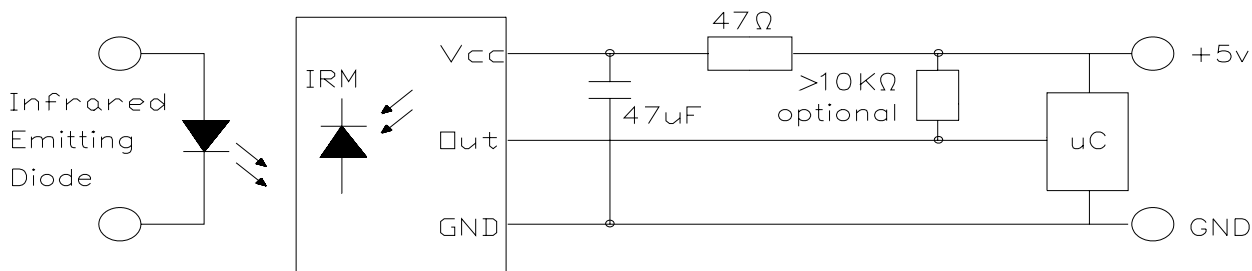 Infrared
Emitting
Diode
IRM
Vcc
Out
GND
47Ω
47uF
>10KΩ
optional
uC
+5v
GND